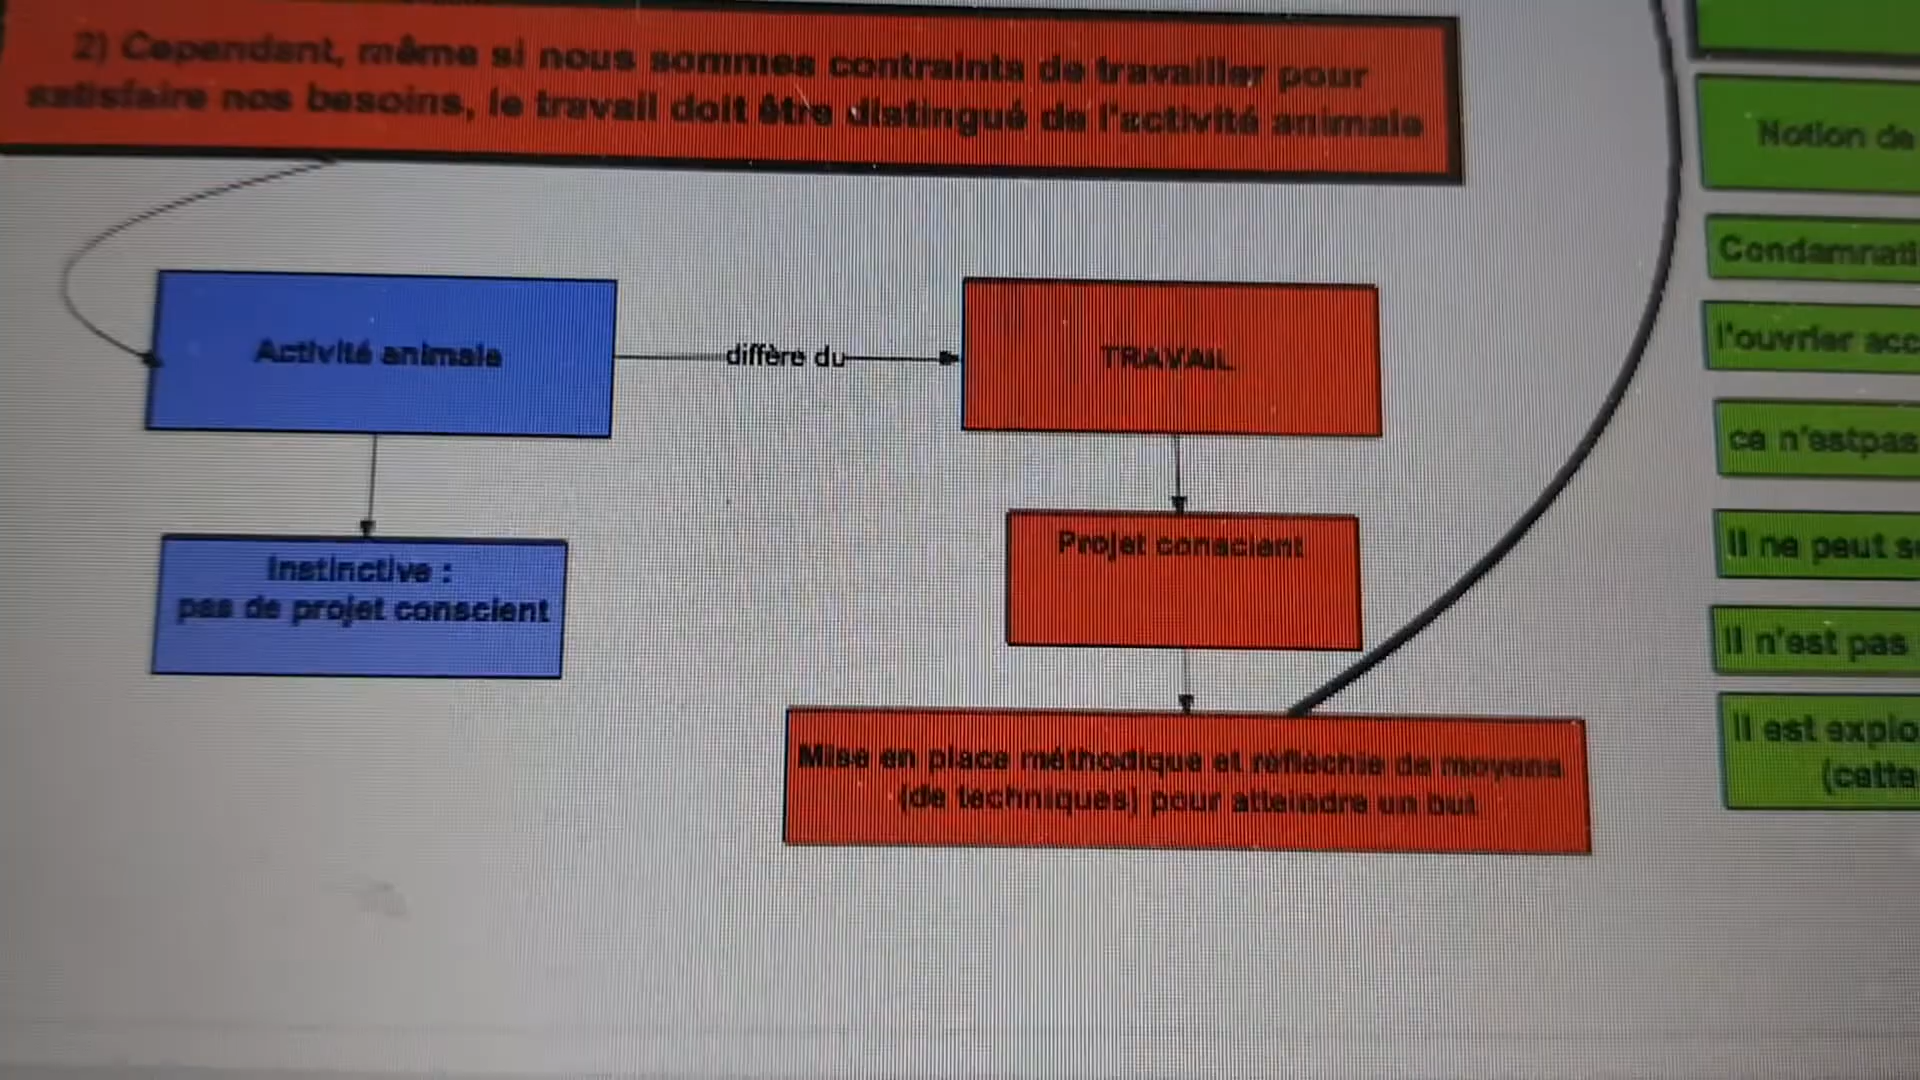 2) Cependant, même si nous sommes contraints de travailler pour
satisfaire nos besoins, le travail doit être distingué de l'activité animale
Activité animale
diffère du
TRAVAIL
Instinctive :
pas de projet conscient
Projet conscient
Mise en place méthodique et réfléchie de moyens
(de techniques) pour atteindre un but
Notion de
Condamnati
l'ouvrier acc
ce n'estpas
Il ne peut s
Il n'est pas
Il est explo
(cette